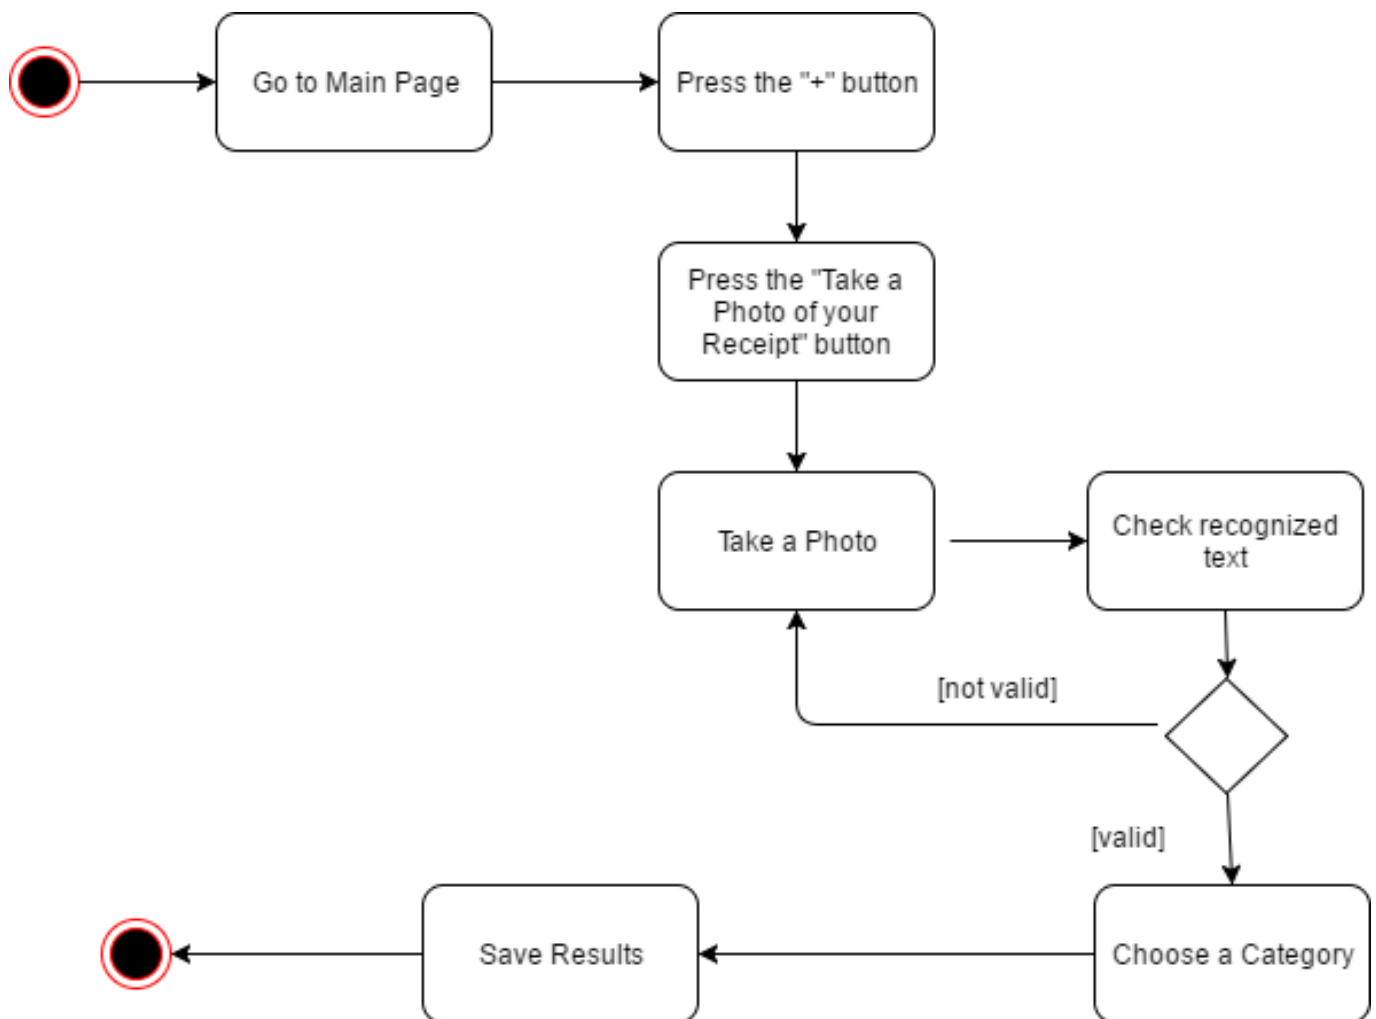 Go to Main Page
Press the "+" button
Press the "Take a
Photo of your
Receipt" button
Take a Photo
Check recognized
text
[not valid]
[valid]
Choose a Category
Save Results